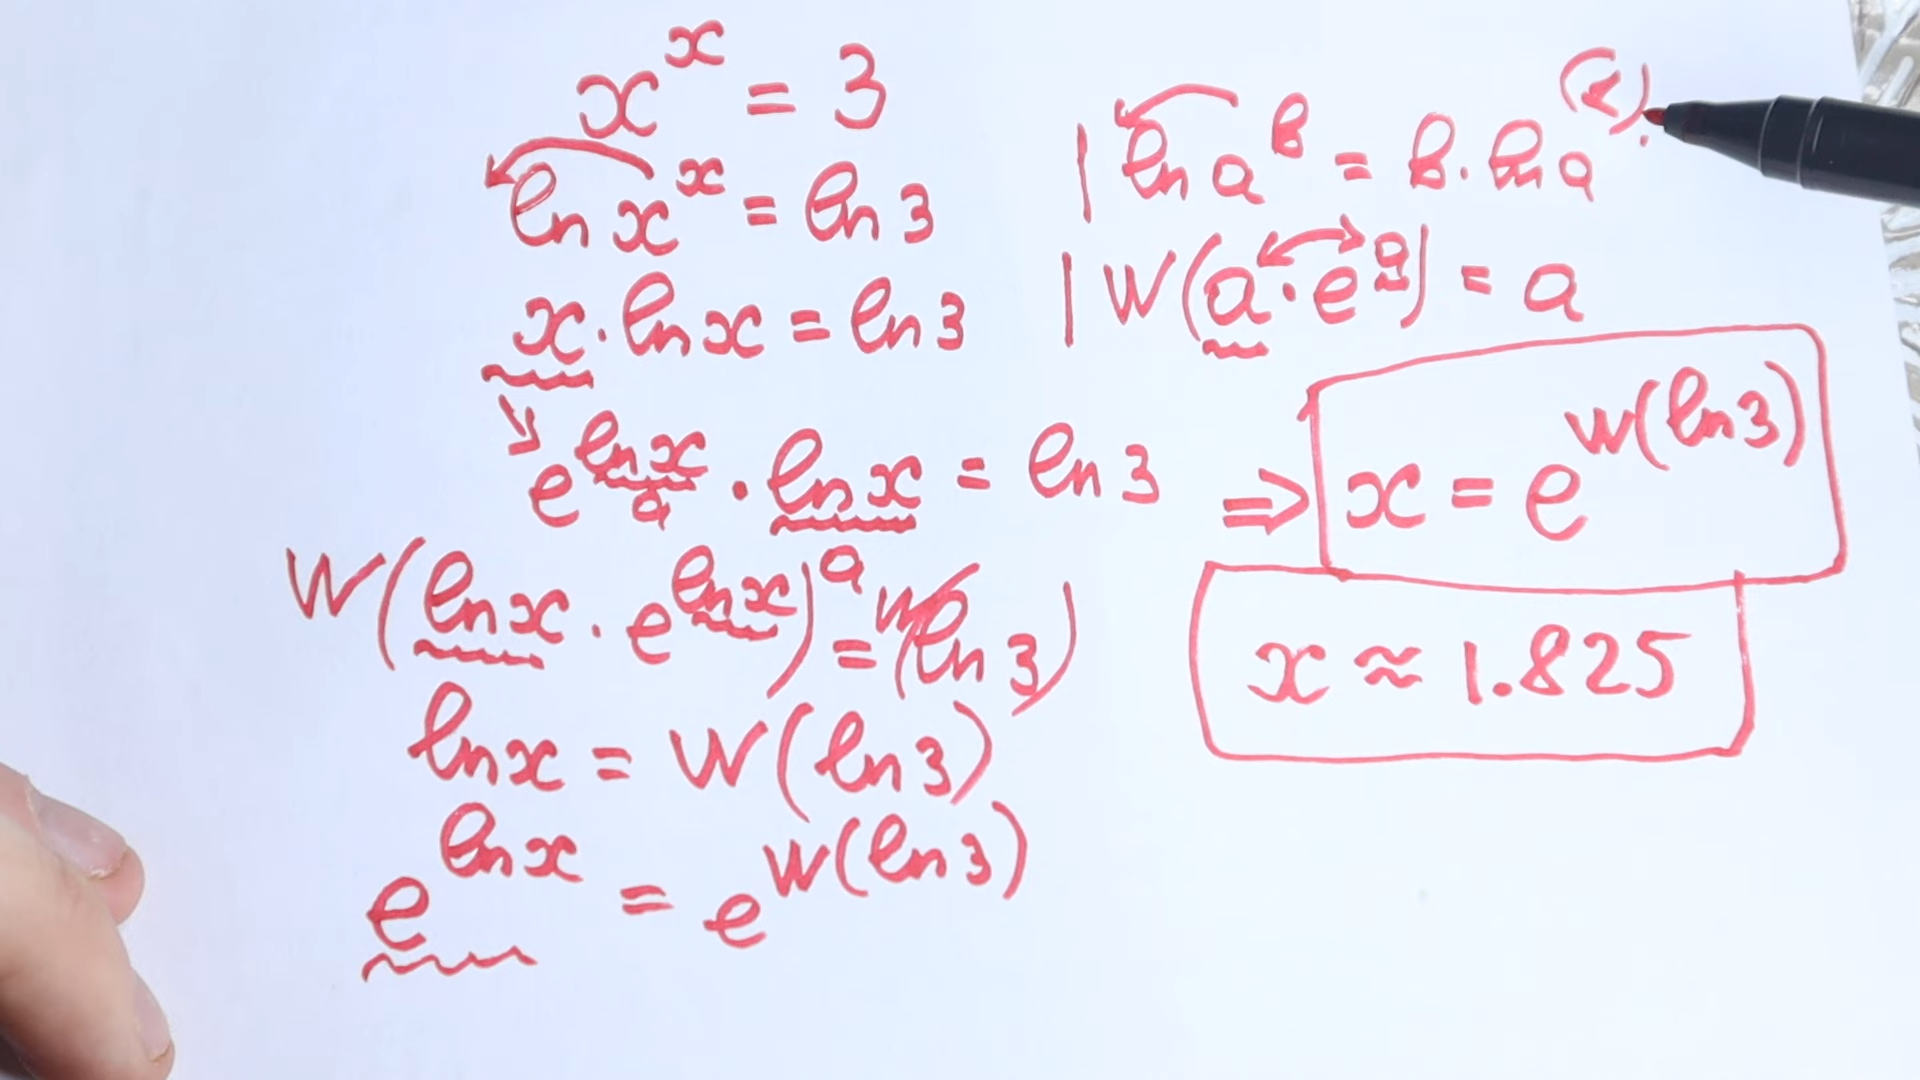 x^x = 3
ln x^x = ln 3
x · ln x = ln 3
e^(ln x) · ln x = ln 3
a
W(ln x · e^(ln x)) = W(ln 3)
a
ln x = W(ln 3)
e^(ln x) = e^(W(ln 3))
| ln a^b = b · ln a
| W(a · e^a) = a
⇒ x = e^(W(ln 3))
x ≈ 1.825